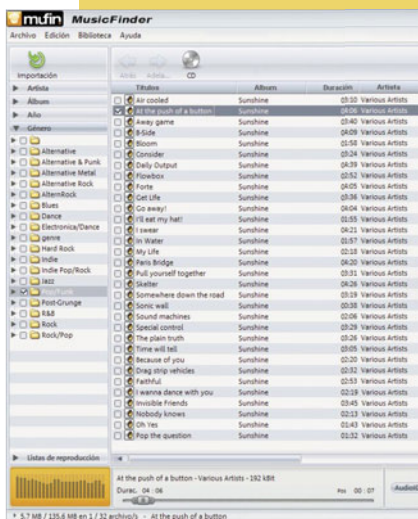 mufin MusicFinder
Archivo Edición Biblioteca Ayuda
Importación Atrás Adela... CD
Artista
Álbum
Año
Género
Alternative
Alternative & Punk
Alternative Metal
Alternative Rock
AlternRock
Blues
Dance
Electronica/Dance
genre
Hard Rock
Indie
Indie Pop/Rock
Jazz
Pop/Funk
Post-Grunge
R&B
Rock
Rock/Pop
Listas de reproducción
Títulos Album Duración Artista
Air cooled Sunshine 03:10 Various Artists
At the push of a button Sunshine 04:06 Various Artists
Away game Sunshine 03:40 Various Artists
B-Side Sunshine 04:09 Various Artists
Bloom Sunshine 01:58 Various Artists
Consider Sunshine 03:24 Various Artists
Daily Output Sunshine 04:39 Various Artists
Flowbox Sunshine 02:52 Various Artists
Forte Sunshine 04:05 Various Artists
Get Life Sunshine 03:36 Various Artists
Go away! Sunshine 04:04 Various Artists
I'll eat my hat! Sunshine 01:55 Various Artists
I swear Sunshine 04:21 Various Artists
In Water Sunshine 01:57 Various Artists
My Life Sunshine 02:18 Various Artists
Paris Bridge Sunshine 04:20 Various Artists
Pull yourself together Sunshine 03:31 Various Artists
Skelter Sunshine 04:26 Various Artists
Somewhere down the road Sunshine 03:19 Various Artists
Sonic wall Sunshine 02:38 Various Artists
Sound machines Sunshine 02:06 Various Artists
Special control Sunshine 03:29 Various Artists
The plain truth Sunshine 03:26 Various Artists
Time will tell Sunshine 03:05 Various Artists
Because of you Sunshine 02:20 Various Artists
Drag strip vehicles Sunshine 02:32 Various Artists
Faithful Sunshine 02:53 Various Artists
I wanna dance with you Sunshine 02:19 Various Artists
Invisible Friends Sunshine 03:45 Various Artists
Nobody knows Sunshine 02:13 Various Artists
Oh Yes Sunshine 01:43 Various Artists
Pop the question Sunshine 01:32 Various Artists
At the push of a button - Various Artists - 192 kBit
Durac. 04 : 06 Pos 00 : 07
5,7 MB / 135,6 MB en 1 / 32 archivo/s - At the push of a button